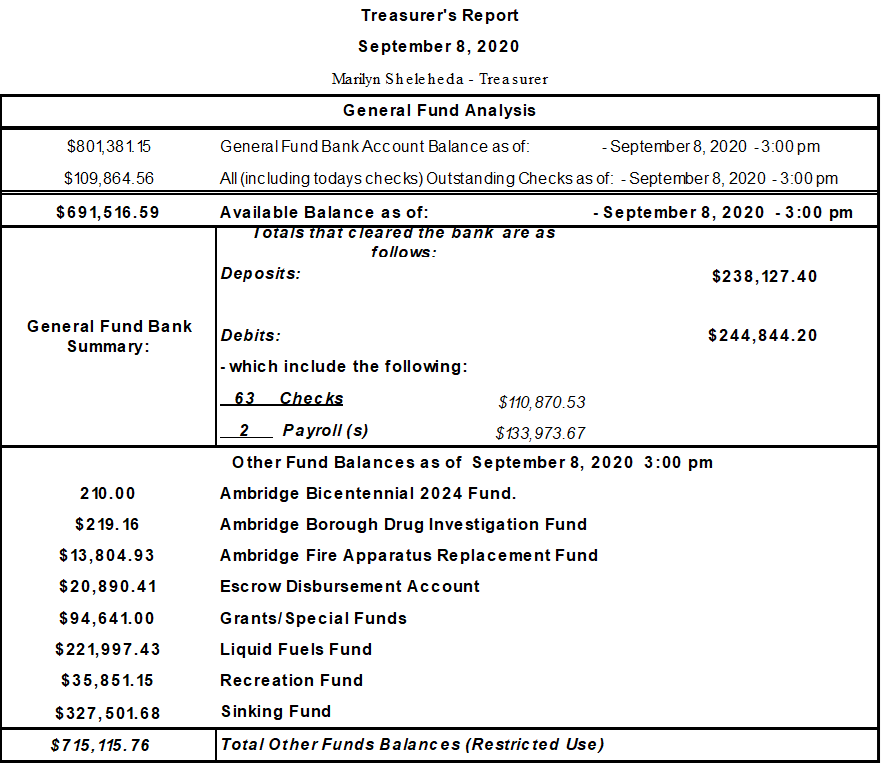 Treasurer's Report
September 8, 2020
Marilyn Sheleheda - Treasurer
General Fund Analysis
$801,381.15 General Fund Bank Account Balance as of: - September 8, 2020 - 3:00 pm
$109,864.56 All (including todays checks) Outstanding Checks as of: - September 8, 2020 - 3:00 pm
$691,516.59 Available Balance as of: - September 8, 2020 - 3:00 pm
General Fund Bank
Summary:
Totals that cleared the bank are as
follows:
Deposits: $238,127.40
Debits: $244,844.20
- which include the following:
63 Checks $110,870.53
2 Payroll (s) $133,973.67
Other Fund Balances as of September 8, 2020 3:00 pm
210.00 Ambridge Bicentennial 2024 Fund.
$219.16 Ambridge Borough Drug Investigation Fund
$13,804.93 Ambridge Fire Apparatus Replacement Fund
$20,890.41 Escrow Disbursement Account
$94,641.00 Grants/Special Funds
$221,997.43 Liquid Fuels Fund
$35,851.15 Recreation Fund
$327,501.68 Sinking Fund
$715,115.76 Total Other Funds Balances (Restricted Use)